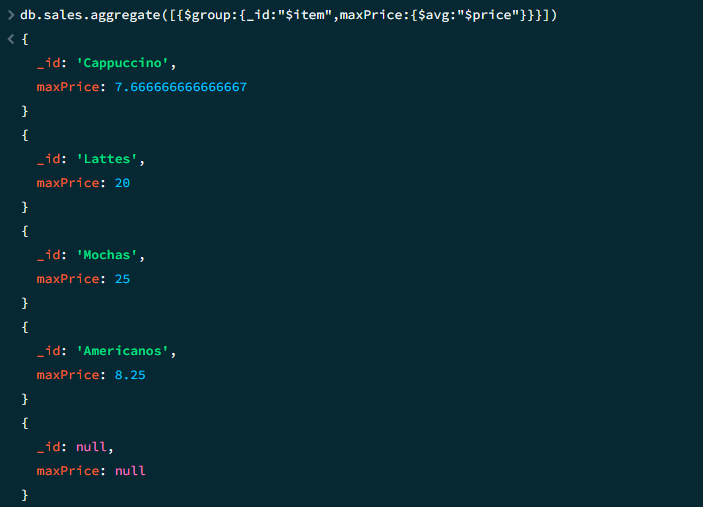 > db.sales.aggregate([{$group:{_id:"$item",maxPrice:{$avg:"$price"}}}])
< {
_id: 'Cappuccino',
maxPrice: 7.666666666666667
}
{
_id: 'Lattes',
maxPrice: 20
}
{
_id: 'Mochas',
maxPrice: 25
}
{
_id: 'Americanos',
maxPrice: 8.25
}
{
_id: null,
maxPrice: null
}